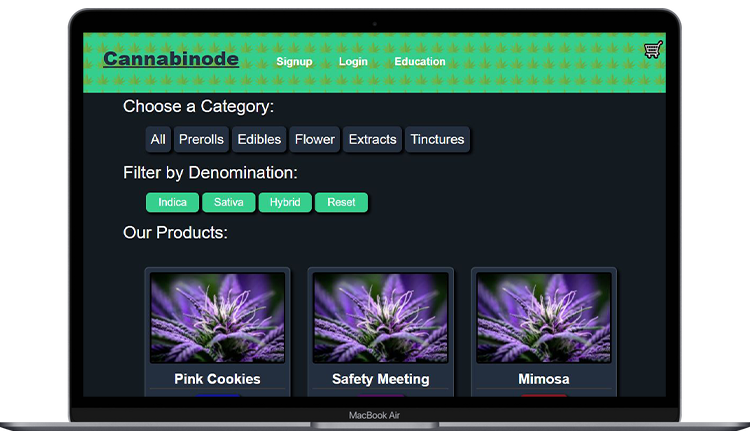 Cannabinode Signup Login Education
Choose a Category:
All Prerolls Edibles Flower Extracts Tinctures
Filter by Denomination:
Indica Sativa Hybrid Reset
Our Products:
Pink Cookies Safety Meeting Mimosa
MacBook Air